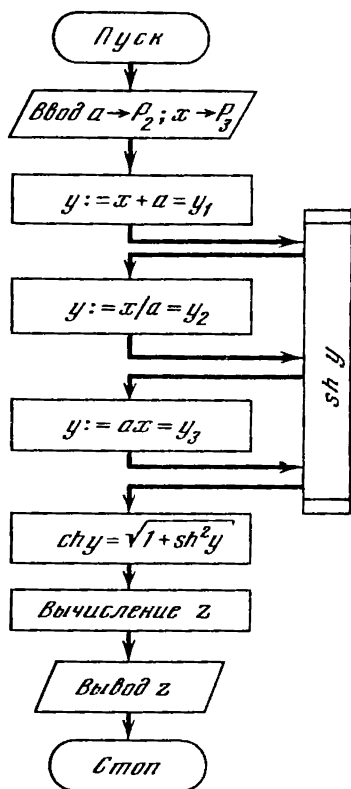 Пуск
Ввод a → P₂; x → P₃
y := x + a = y₁
y := x/a = y₂
sh y
y := ax = y₃
ch y = √1 + sh²y
Вычисление z
Вывод z
Стоп